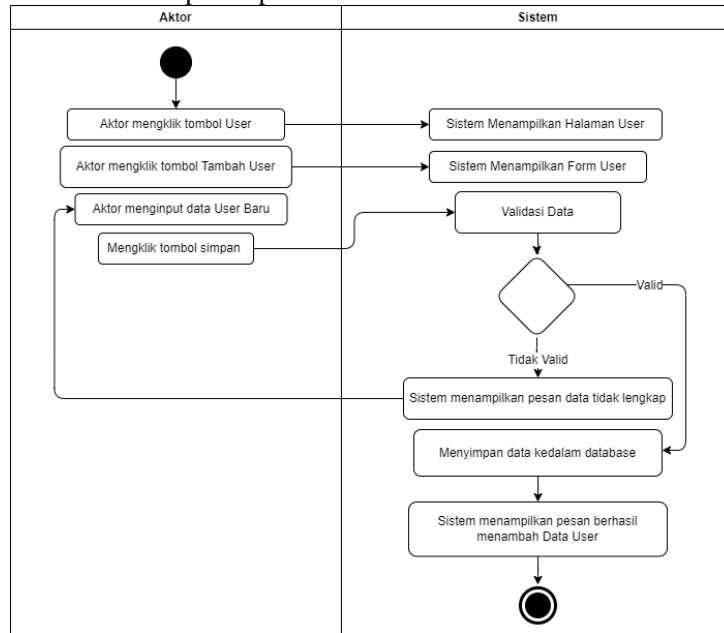 Aktor
Sistem
Aktor mengklik tombol User
Sistem Menampilkan Halaman User
Aktor mengklik tombol Tambah User
Sistem Menampilkan Form User
Aktor menginput data User Baru
Validasi Data
Mengklik tombol simpan
Valid
Tidak Valid
Sistem menampilkan pesan data tidak lengkap
Menyimpan data kedalam database
Sistem menampilkan pesan berhasil
menambah Data User